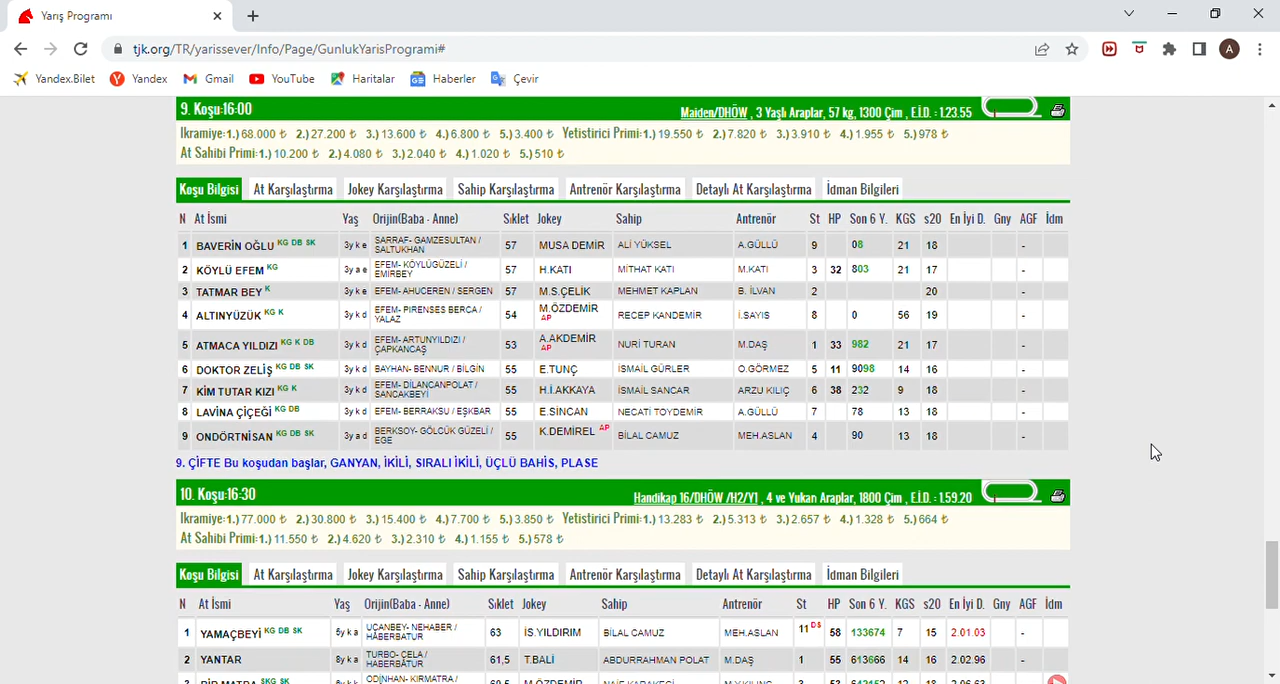 Yarış Programı
tjk.org/TR/yarissever/Info/Page/GunlukYarisProgrami#
A
Yandex.Bilet Yandex Gmail YouTube Haritalar Haberler Çevir
9. Koşu:16:00 Maiden/DHÖW , 3 Yaşlı Araplar, 57 kg, 1300 Çim , E.İ.D. : 1.23.55
Ikramiye:1.) 68.000 ₺ 2.) 27.200 ₺ 3.) 13.600 ₺ 4.) 6.800 ₺ 5.) 3.400 ₺ Yetistirici Primi:1.) 19.550 ₺ 2.) 7.820 ₺ 3.) 3.910 ₺ 4.) 1.955 ₺ 5.) 978 ₺
At Sahibi Primi:1.) 10.200 ₺ 2.) 4.080 ₺ 3.) 2.040 ₺ 4.) 1.020 ₺ 5.) 510 ₺
Koşu Bilgisi At Karşılaştırma Jokey Karşılaştırma Sahip Karşılaştırma Antrenör Karşılaştırma Detaylı At Karşılaştırma İdman Bilgileri
N At İsmi Yaş Orijin(Baba - Anne) Sıklet Jokey Sahip Antrenör St HP Son 6 Y. KGS s20 En İyi D. Gny AGF İdm
1 BAVERİN OĞLU KG DB SK 3y k e SARRAF- GAMZESULTAN / SALTUKHAN 57 MUSA DEMİR ALİ YÜKSEL A.GÜLLÜ 9 08 21 18 -
2 KÖYLÜ EFEM KG 3y a e EFEM- KÖYLÜGÜZELİ / EMİRBEY 57 H.KATI MİTHAT KATI M.KATI 3 32 803 21 17 -
3 TATMAR BEY K 3y k e EFEM- AHUCEREN / SERGEN 57 M.S.ÇELİK MEHMET KAPLAN B. İLVAN 2 20 -
4 ALTINYÜZÜK KG K 3y k d EFEM- PIRENSES BERCA / YALAZ 54 M.ÖZDEMİR AP RECEP KANDEMIR İ.SAYIS 8 0 56 19 -
5 ATMACA YILDIZI KG K DB 3y k d EFEM- ARTUNYILDIZI / ÇAPKANCAŞ 53 A.AKDEMİR AP NURİ TURAN M.DAŞ 1 33 982 21 17 -
6 DOKTOR ZELİŞ KG DB SK 3y k d BAYHAN- BENNUR / BİLGİN 55 E.TUNÇ İSMAİL GÜRLER O.GÖRMEZ 5 11 9098 14 16 -
7 KİM TUTAR KIZI KG K 3y k d EFEM- DİLANCANPOLAT / SANCAKBEYİ 55 H.İ.AKKAYA İSMAİL SANCAR ARZU KILIÇ 6 38 232 9 18 -
8 LAVİNA ÇİÇEĞİ KG DB 3y k d EFEM- BERRAKSU / EŞKBAR 55 E.SİNCAN NECATİ TOYDEMİR A.GÜLLÜ 7 78 13 18 -
9 ONDÖRTNİSAN KG DB SK 3y a d BERKSOY- GÖLCÜK GÜZELİ / EGE 55 K.DEMİREL AP BİLAL CAMUZ MEH.ASLAN 4 90 13 18 -
9. ÇİFTE Bu koşudan başlar, GANYAN, İKİLİ, SIRALI İKİLİ, ÜÇLÜ BAHİS, PLASE
10. Koşu:16:30 Handikap 16/DHÖW /H2/Y1 , 4 ve Yukarı Araplar, 1800 Çim , E.İ.D. : 1.59.20
Ikramiye:1.) 77.000 ₺ 2.) 30.800 ₺ 3.) 15.400 ₺ 4.) 7.700 ₺ 5.) 3.850 ₺ Yetistirici Primi:1.) 13.283 ₺ 2.) 5.313 ₺ 3.) 2.657 ₺ 4.) 1.328 ₺ 5.) 664 ₺
At Sahibi Primi:1.) 11.550 ₺ 2.) 4.620 ₺ 3.) 2.310 ₺ 4.) 1.155 ₺ 5.) 578 ₺
Koşu Bilgisi At Karşılaştırma Jokey Karşılaştırma Sahip Karşılaştırma Antrenör Karşılaştırma Detaylı At Karşılaştırma İdman Bilgileri
N At İsmi Yaş Orijin(Baba - Anne) Sıklet Jokey Sahip Antrenör St HP Son 6 Y. KGS s20 En İyi D. Gny AGF İdm
1 YAMAÇBEYİ KG DB SK k a UÇANBEY- NEHABER / HABERBATUR 63 İS.YILDIRIM BİLAL CAMUZ MEH.ASLAN 11 DS 58 133674 7 15 2.01.03 -
2 YANTAR 8y k a TURBO- ÇELA / HABERBATUR 61,5 T.BALİ ABDURRAHMAN POLAT M.DAŞ 1 55 613666 14 16 2.02.96 -
SKG SK ODİNHAN- KIRMATRA / M.ÖZDEMİR